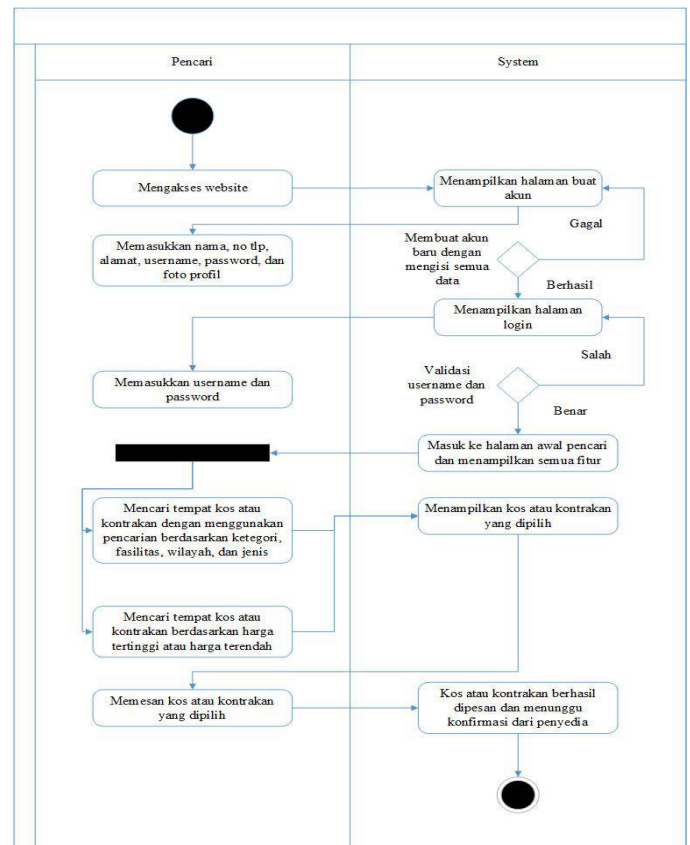 Pencari
System
Mengakses website
Menampilkan halaman buat
akun
Gagal
Memasukkan nama, no tlp,
alamat, username, password, dan
foto profil
Membuat akun
baru dengan
mengisi semua
data
Berhasil
Menampilkan halaman
login
Salah
Memasukkan username dan
password
Validasi
username dan
password
Benar
Masuk ke halaman awal pencari
dan menampilkan semua fitur
Mencari tempat kos atau
kontrakan dengan menggunakan
pencarian berdasarkan ketegori,
fasilitas, wilayah, dan jenis
Menampilkan kos atau kontrakan
yang dipilih
Mencari tempat kos atau
kontrakan berdasarkan harga
tertinggi atau harga terendah
Memesan kos atau kontrakan
yang dipilih
Kos atau kontrakan berhasil
dipesan dan menunggu
konfirmasi dari penyedia